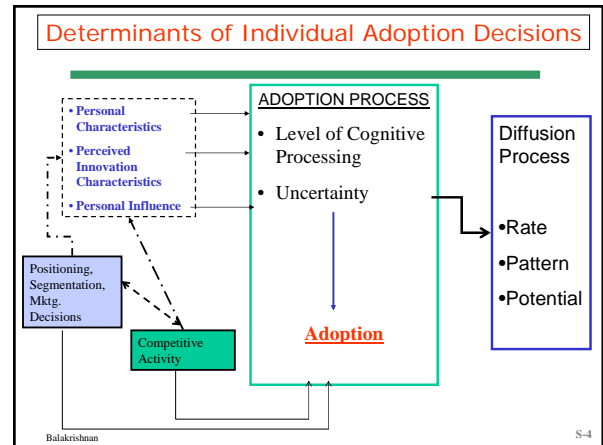 Determinants of Individual Adoption Decisions
• Personal
Characteristics
• Perceived
Innovation
Characteristics
• Personal Influence
ADOPTION PROCESS
• Level of Cognitive
Processing
• Uncertainty
Adoption
Diffusion
Process
•Rate
•Pattern
•Potential
Positioning,
Segmentation,
Mktg.
Decisions
Competitive
Activity
Balakrishnan
S-4